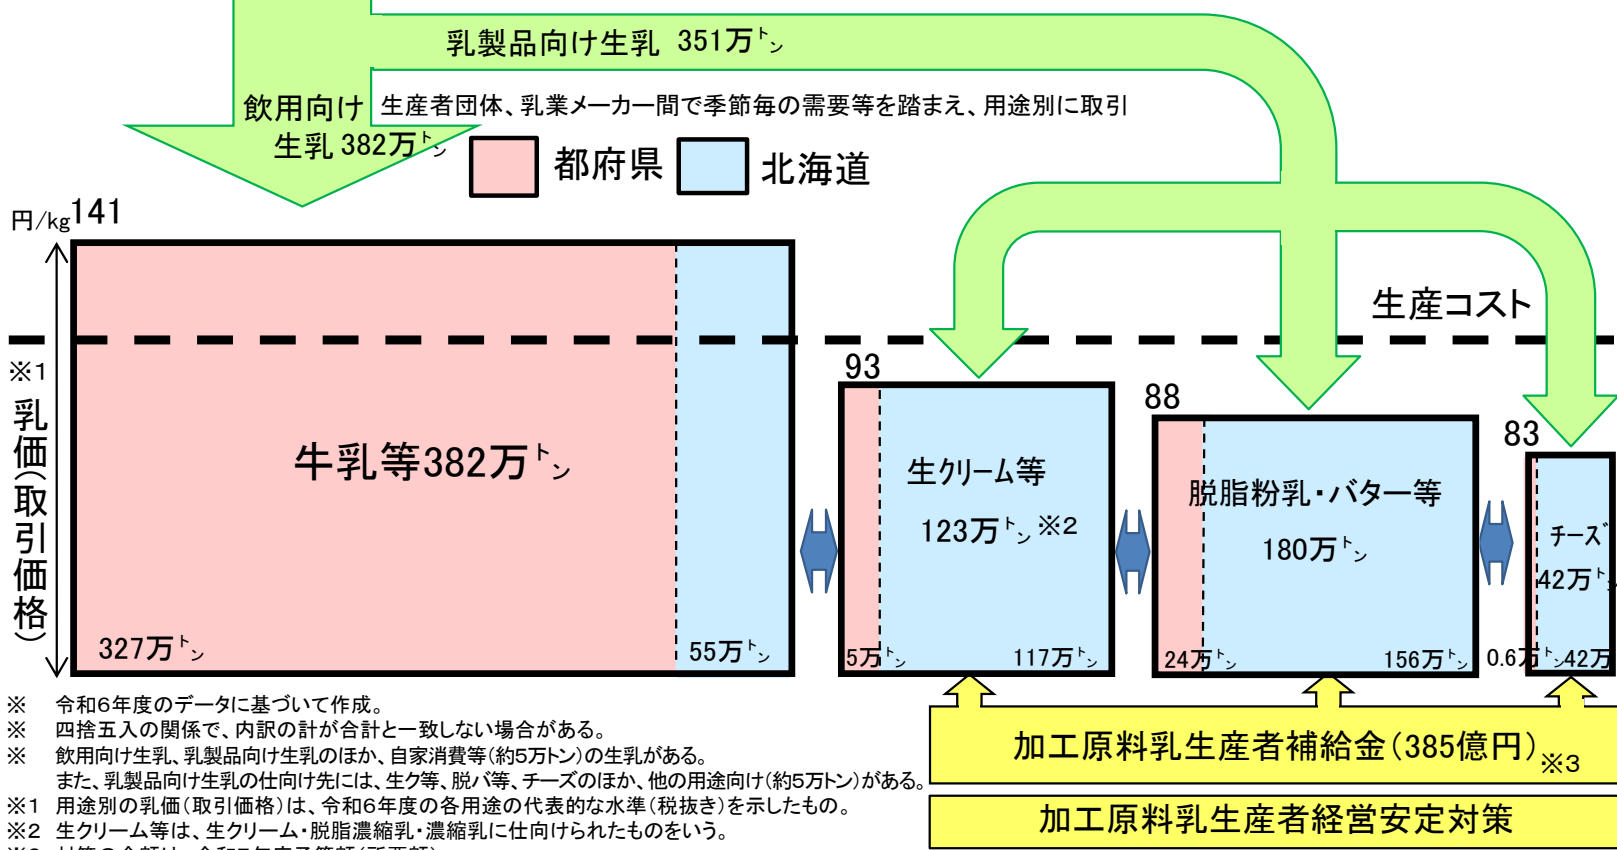 乳製品向け生乳 351万トン
飲用向け
生乳 382万トン
生産者団体、乳業メーカー間で季節毎の需要等を踏まえ、用途別に取引
都府県
北海道
円/kg
141
生産コスト
※1
乳価(取引価格)
牛乳等382万トン
327万トン
55万トン
93
生クリーム等
123万トン※2
5万トン
117万トン
88
脱脂粉乳・バター等
180万トン
24万トン
156万トン
83
チーズ
42万トン
0.6万トン
42万
加工原料乳生産者補給金(385億円)※3
加工原料乳生産者経営安定対策
※ 令和6年度のデータに基づいて作成。
※ 四捨五入の関係で、内訳の計が合計と一致しない場合がある。
※ 飲用向け生乳、乳製品向け生乳のほか、自家消費等(約5万トン)の生乳がある。
また、乳製品向け生乳の仕向け先には、生ク等、脱バ等、チーズのほか、他の用途向け(約5万トン)がある。
※1 用途別の乳価(取引価格)は、令和6年度の各用途の代表的な水準(税抜き)を示したもの。
※2 生クリーム等は、生クリーム・脱脂濃縮乳・濃縮乳に仕向けられたものをいう。